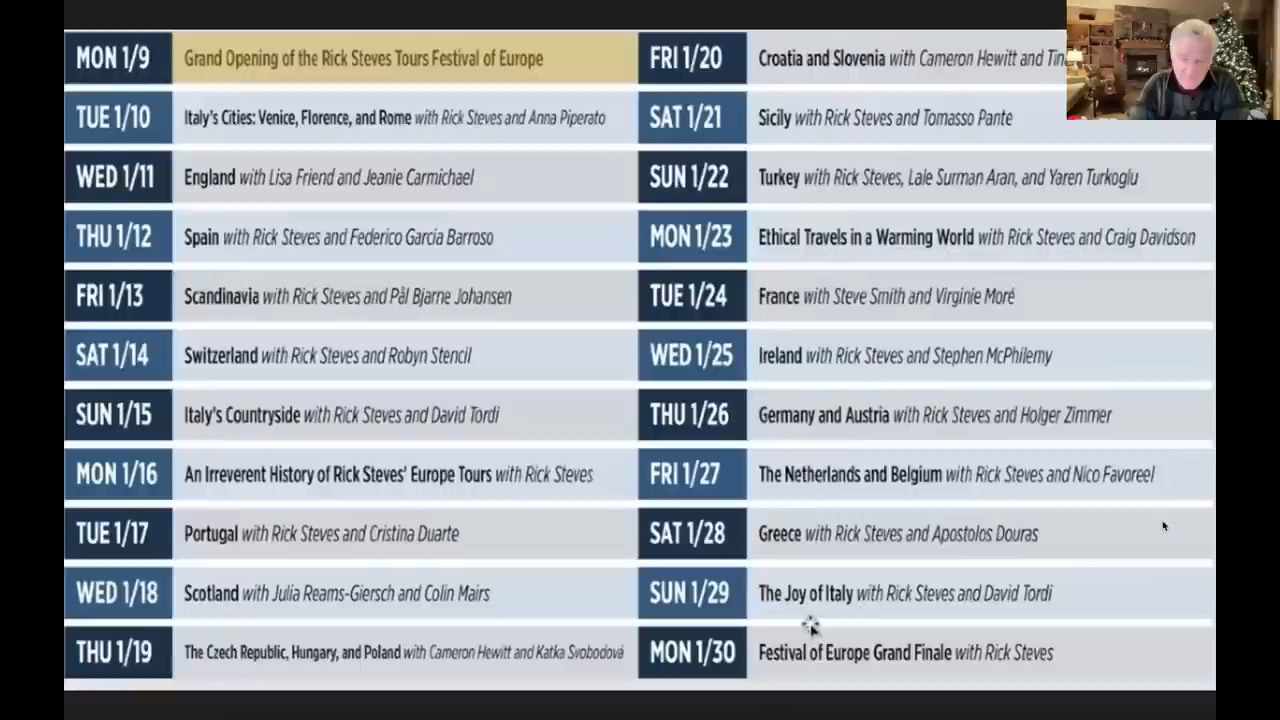 MON 1/9 Grand Opening of the Rick Steves Tours Festival of Europe
TUE 1/10 Italy's Cities: Venice, Florence, and Rome with Rick Steves and Anna Piperato
WED 1/11 England with Lisa Friend and Jeanie Carmichael
THU 1/12 Spain with Rick Steves and Federico García Barroso
FRI 1/13 Scandinavia with Rick Steves and Pål Bjarne Johansen
SAT 1/14 Switzerland with Rick Steves and Robyn Stencil
SUN 1/15 Italy's Countryside with Rick Steves and David Tordi
MON 1/16 An Irreverent History of Rick Steves' Europe Tours with Rick Steves
TUE 1/17 Portugal with Rick Steves and Cristina Duarte
WED 1/18 Scotland with Julia Reams-Giersch and Colin Mairs
THU 1/19 The Czech Republic, Hungary, and Poland with Cameron Hewitt and Katka Svobodová
FRI 1/20 Croatia and Slovenia with Cameron Hewitt and
SAT 1/21 Sicily with Rick Steves and Tomasso Pante
SUN 1/22 Turkey with Rick Steves, Lale Surman Aran, and Yaren Turkoglu
MON 1/23 Ethical Travels in a Warming World with Rick Steves and Craig Davidson
TUE 1/24 France with Steve Smith and Virginie Moré
WED 1/25 Ireland with Rick Steves and Stephen McPhilemy
THU 1/26 Germany and Austria with Rick Steves and Holger Zimmer
FRI 1/27 The Netherlands and Belgium with Rick Steves and Nico Favoreel
SAT 1/28 Greece with Rick Steves and Apostolos Douras
SUN 1/29 The Joy of Italy with Rick Steves and David Tordi
MON 1/30 Festival of Europe Grand Finale with Rick Steves